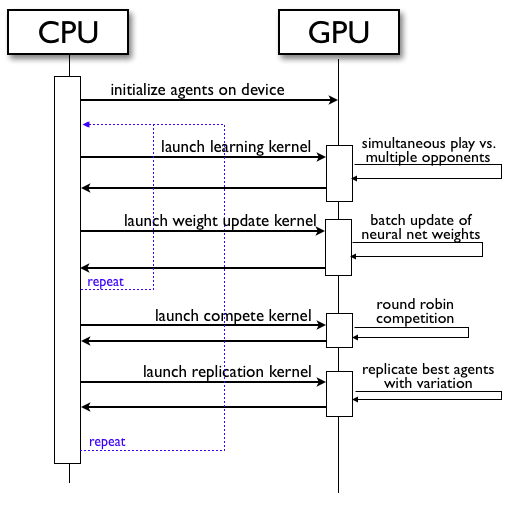 CPU
GPU
initialize agents on device
launch learning kernel
simultaneous play vs.
multiple opponents
launch weight update kernel
batch update of
neural net weights
repeat
launch compete kernel
round robin
competition
launch replication kernel
replicate best agents
with variation
repeat